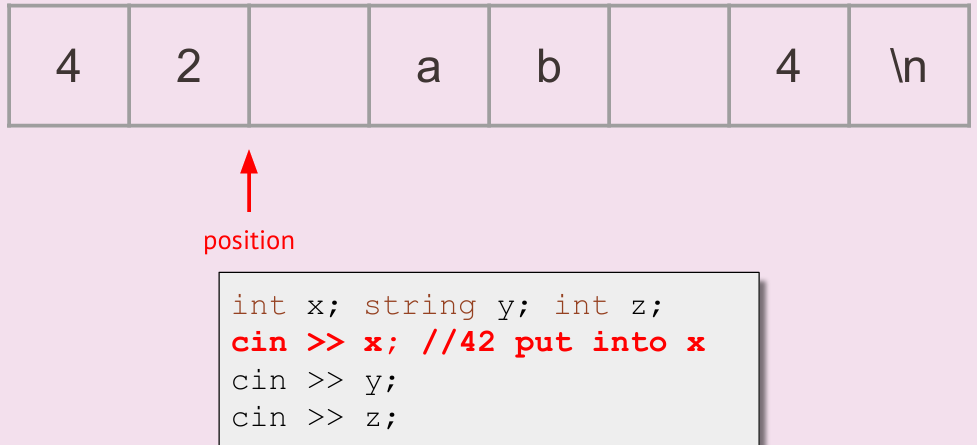 4 2 a b 4 \n
position
int x; string y; int z;
cin >> x; //42 put into x
cin >> y;
cin >> z;